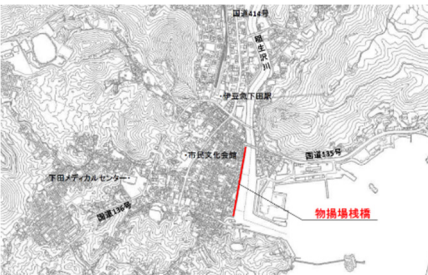 国道414号
稲生沢川
・伊豆急下田駅
・市民文化会館
国道135号
下田メディカルセンター・
国道136号
物揚場桟橋